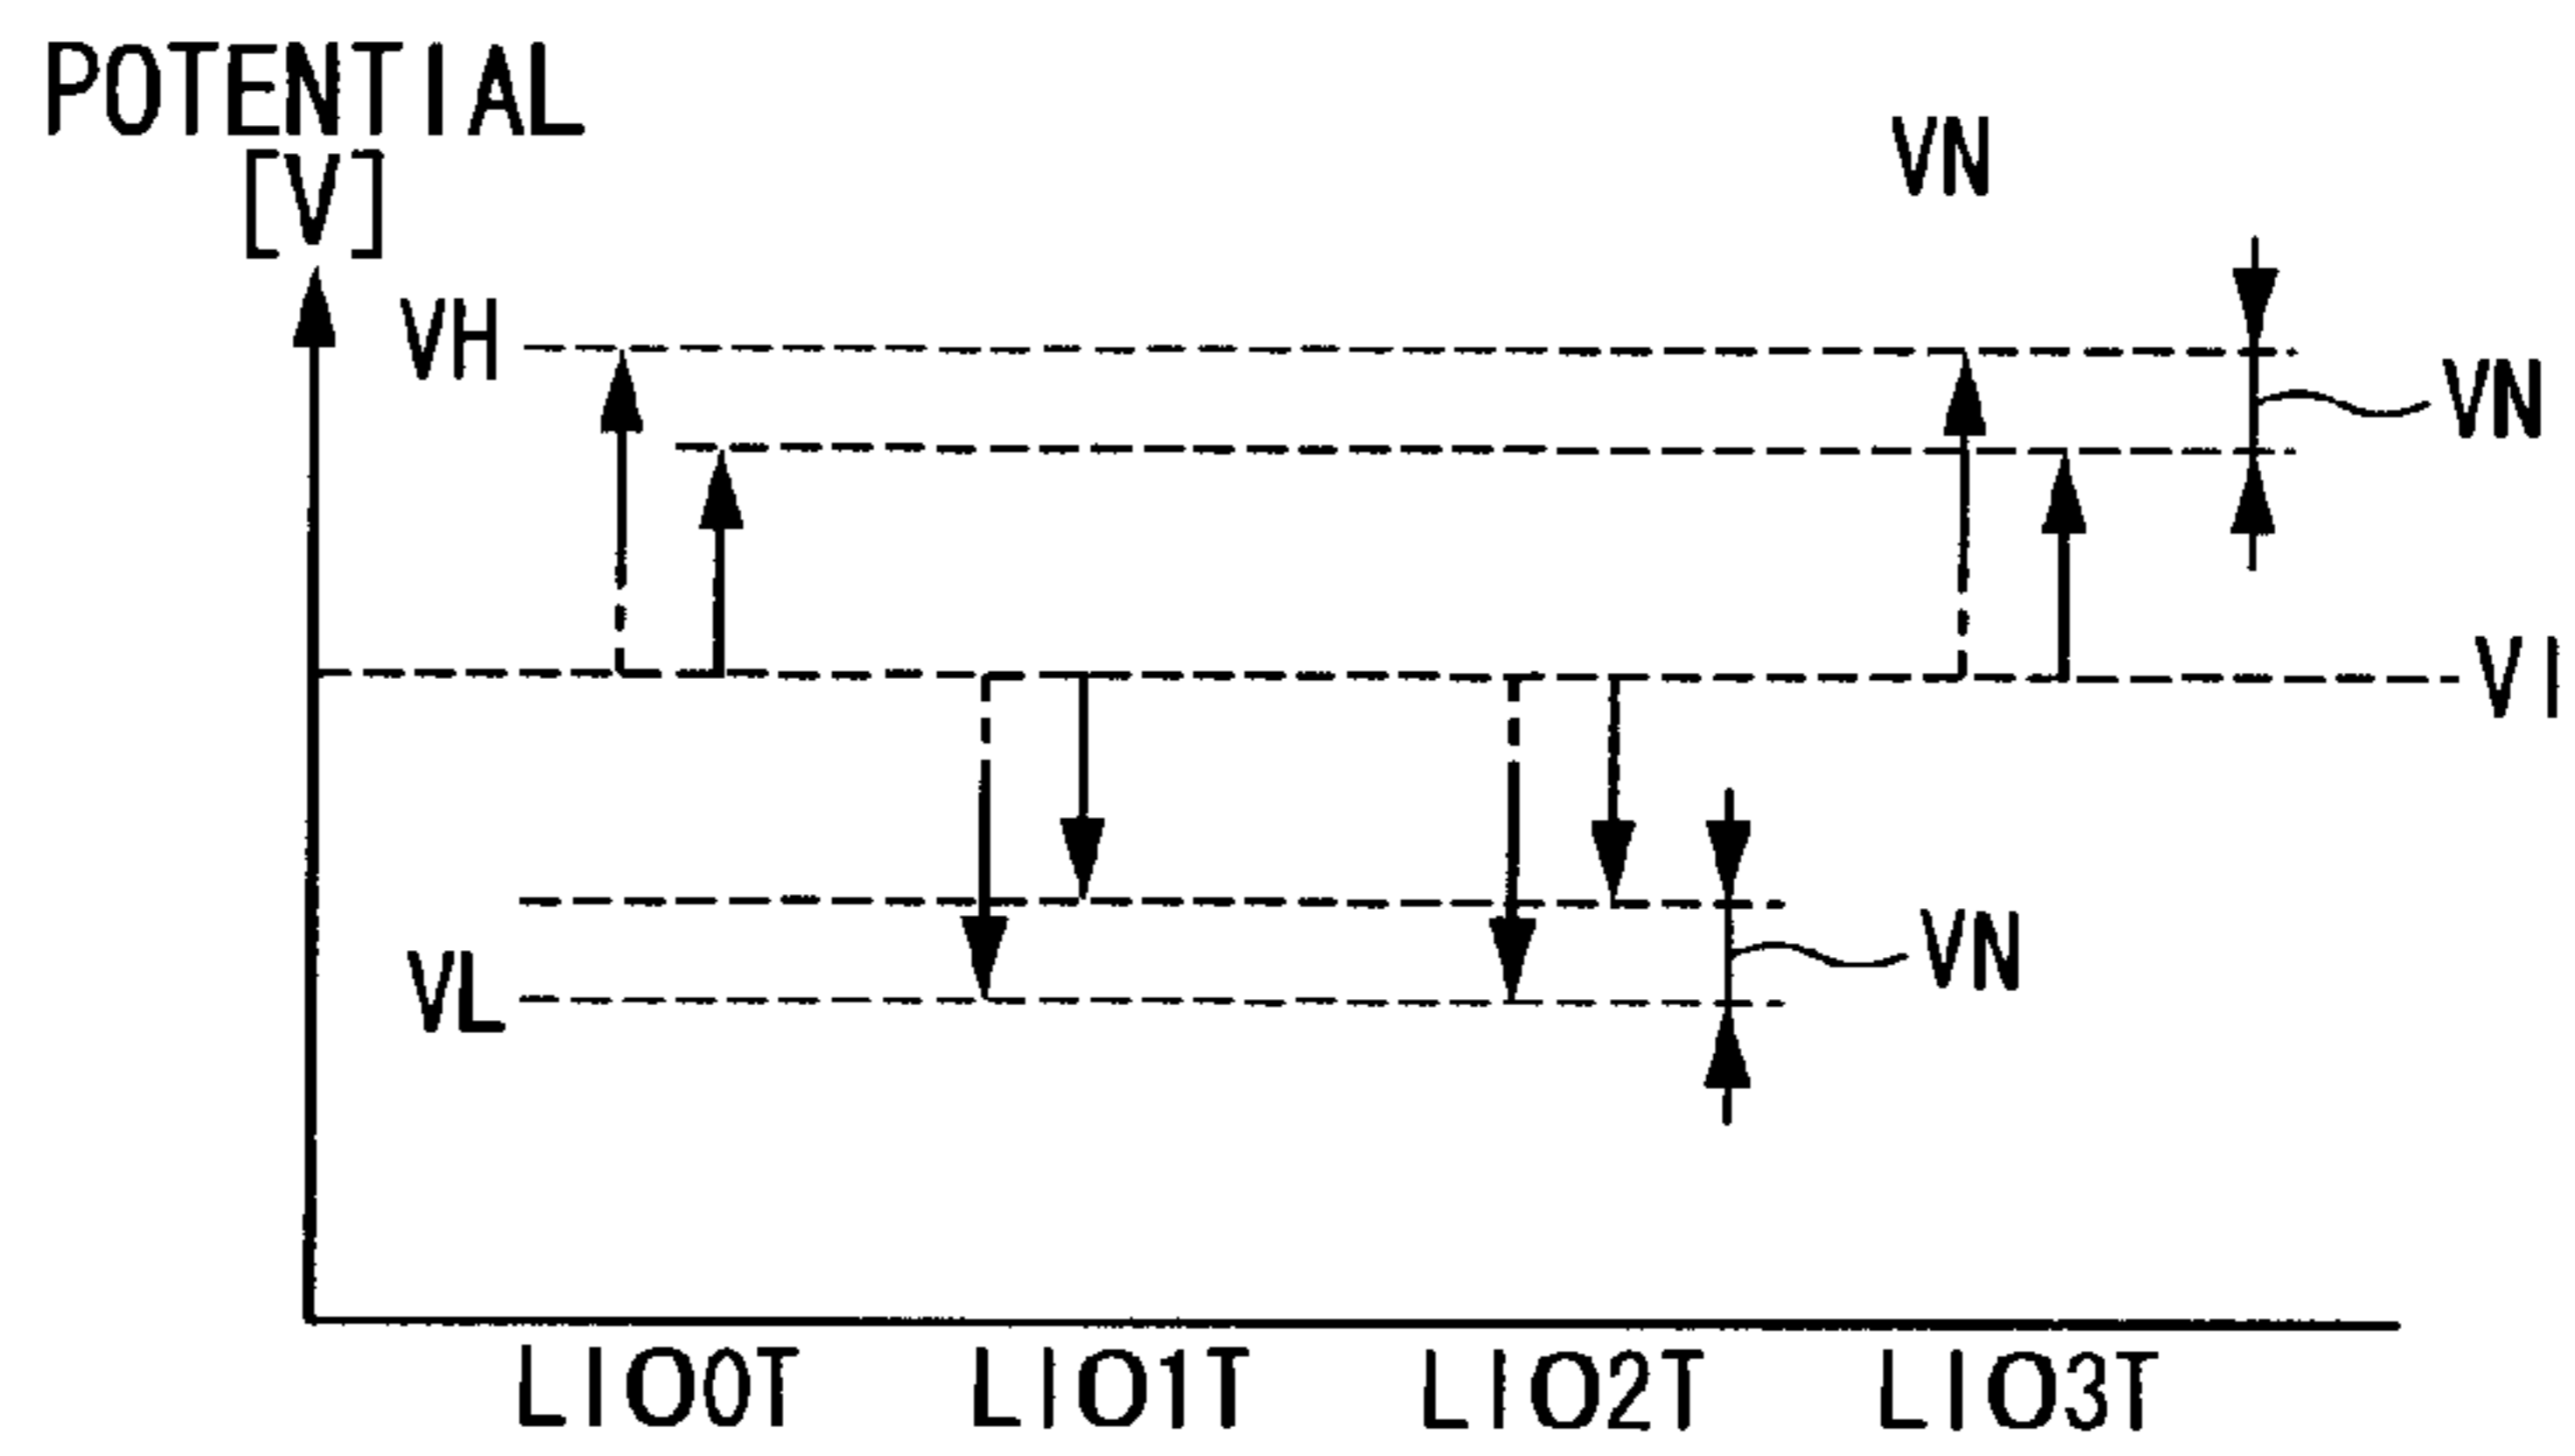 POTENTIAL
[V]
VN
VH
VN
VI
VN
VL
LIO0T LIO1T LIO2T LIO3T